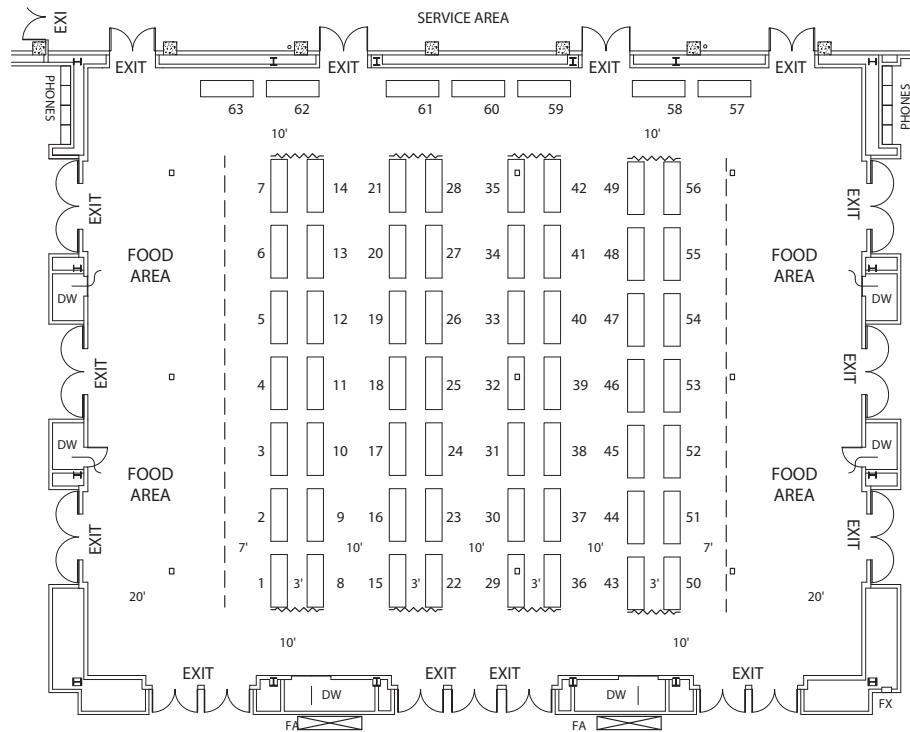 SERVICE AREA
EXI
EXIT
EXIT
EXIT
EXIT
PHONES
PHONES
63
62
61
60
59
58
57
10'
10'
7
14
21
28
35
42
49
56
EXIT
EXIT
FOOD
AREA
6
13
20
27
34
41
48
55
FOOD
AREA
DW
DW
5
12
19
26
33
40
47
54
EXIT
EXIT
4
11
18
25
32
39
46
53
DW
DW
3
10
17
24
31
38
45
52
FOOD
AREA
FOOD
AREA
2
9
16
23
30
37
44
51
EXIT
EXIT
7'
10'
10'
10'
7'
1
3'
8
15
3'
22
29
3'
36
43
3'
50
20'
20'
10'
10'
EXIT
EXIT
EXIT
EXIT
DW
DW
FX
FA
FA